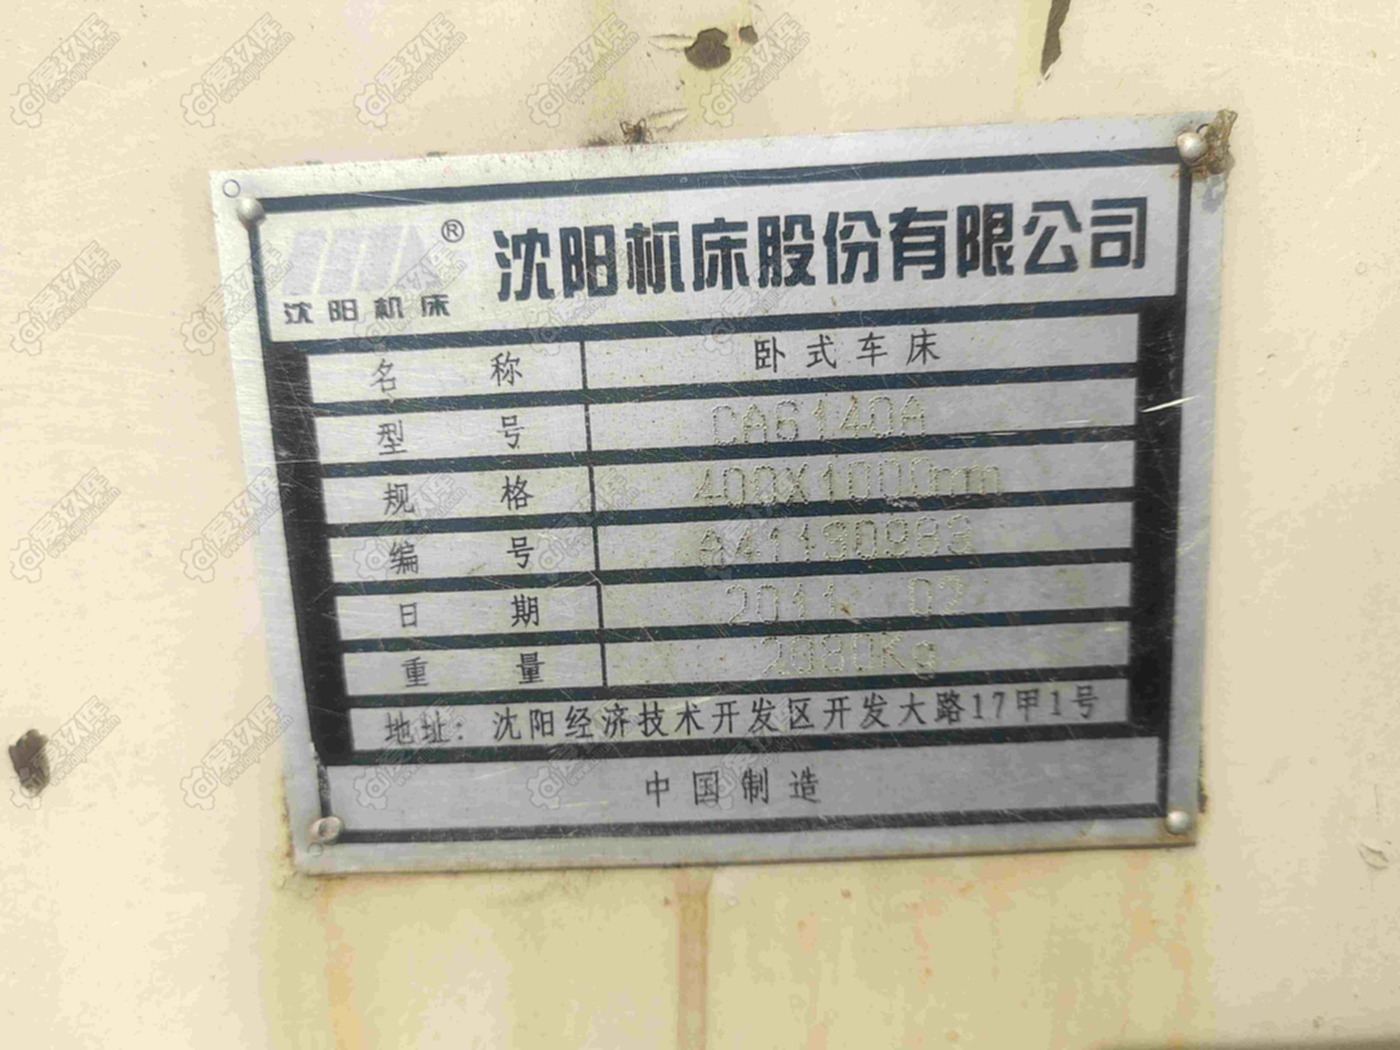 ® 沈阳机床股份有限公司
沈阳机床
名 称 卧式车床
型 号 CA6140A
规 格 400X1000mm
编 号 A41130983
日 期 2011 02
重 量 2080Kg
地址：沈阳经济技术开发区开发大路17甲1号
中国制造